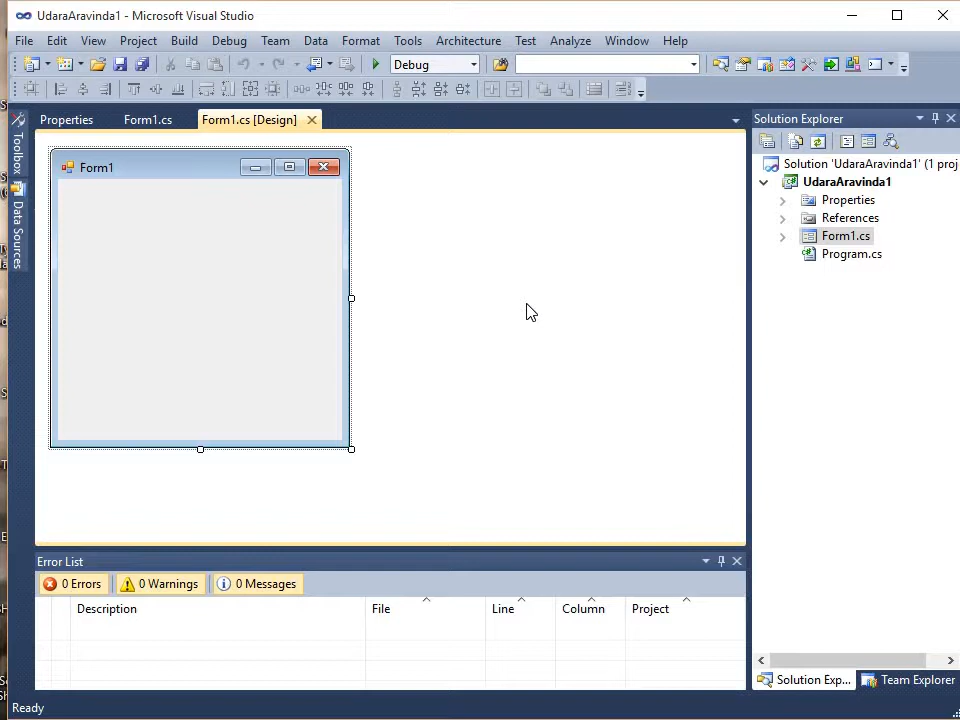 UdaraAravinda1 - Microsoft Visual Studio
File Edit View Project Build Debug Team Data Format Tools Architecture Test Analyze Window Help
Debug
Properties Form1.cs Form1.cs [Design]
Solution Explorer
Toolbox
Data Sources
Form1
Solution 'UdaraAravinda1' (1 proj
UdaraAravinda1
Properties
References
Form1.cs
Program.cs
Error List
0 Errors 0 Warnings 0 Messages
Description File Line Column Project
Solution Exp... Team Explorer
Ready